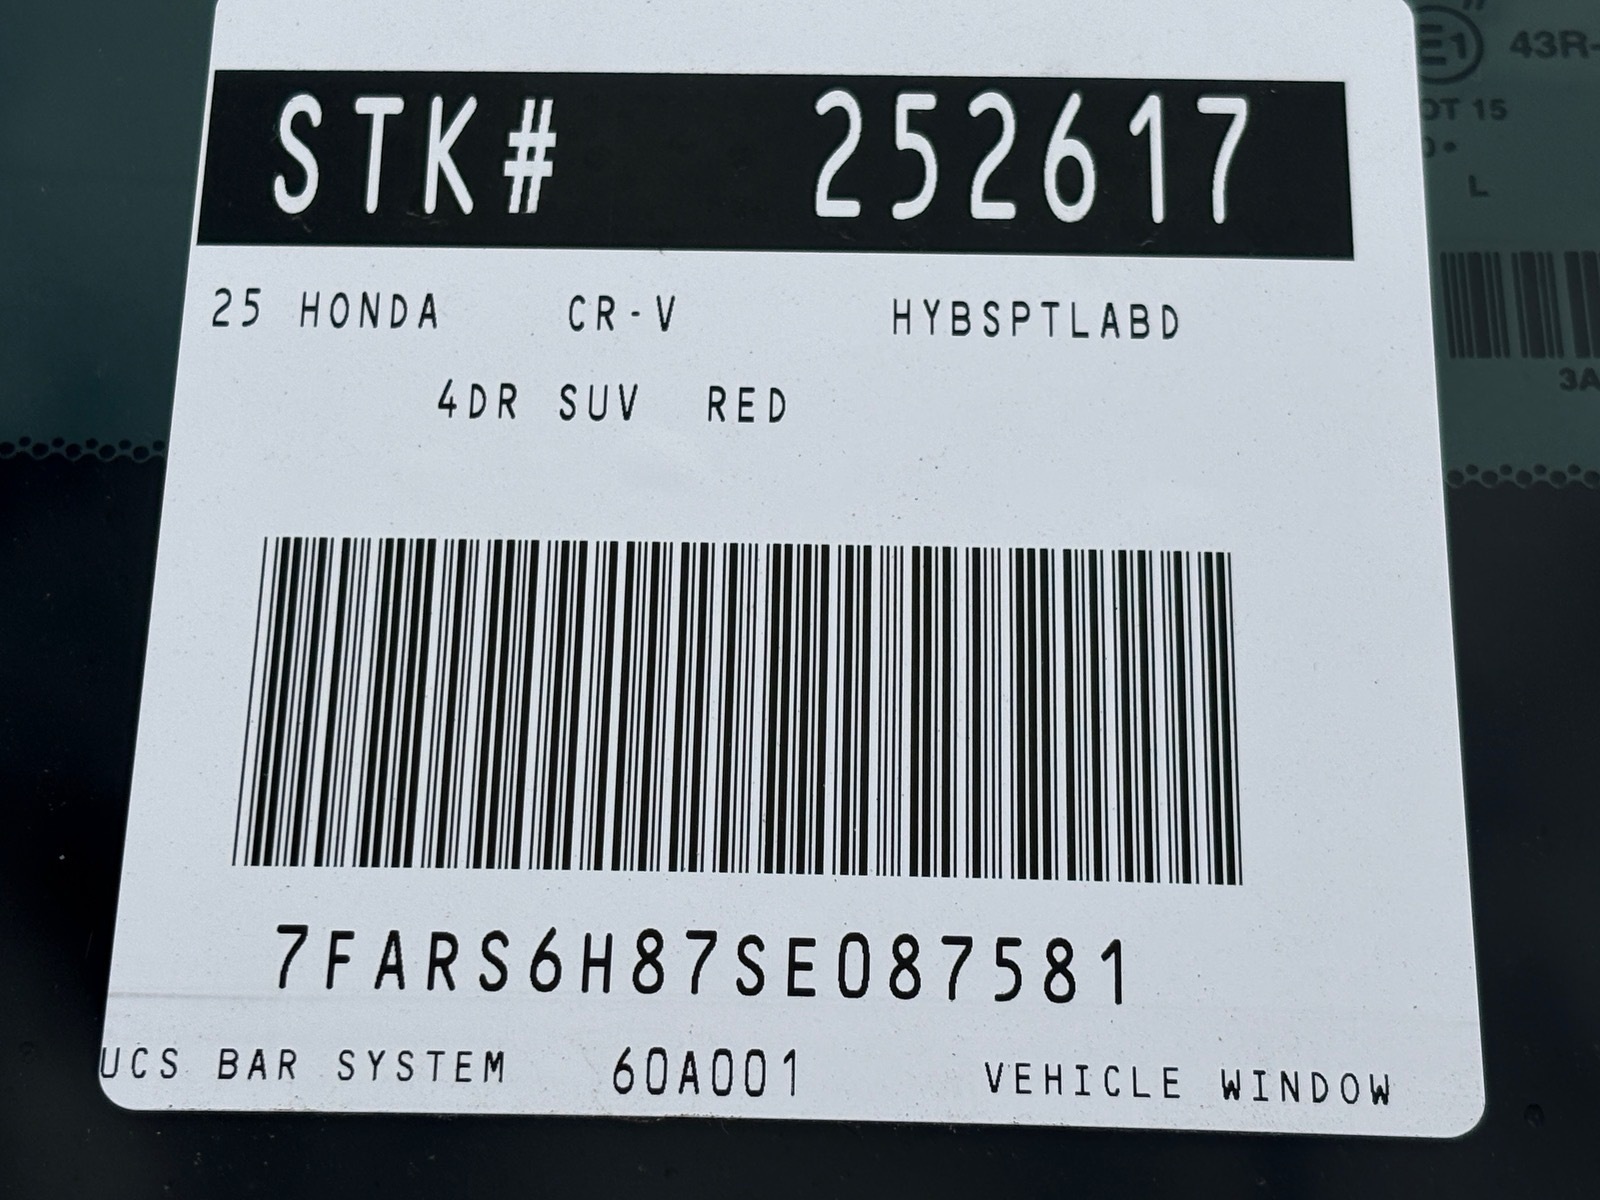 STK# 252617
25 HONDA CR-V HYBSPTLABD
4DR SUV RED
7FARS6H87SE087581
UCS BAR SYSTEM 60A001 VEHICLE WINDOW
E1 43R-
OT 15
L
3A